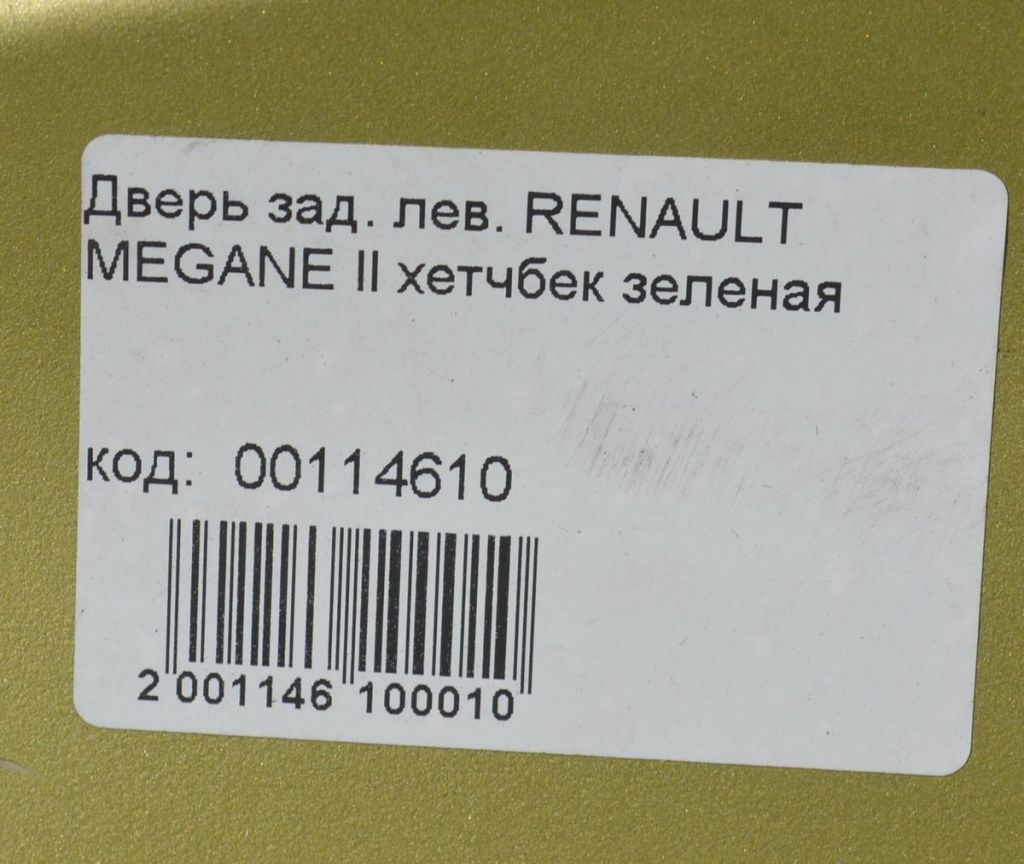 Дверь зад. лев. RENAULT
MEGANE II хетчбек зеленая
код: 00114610
2 001146 100010